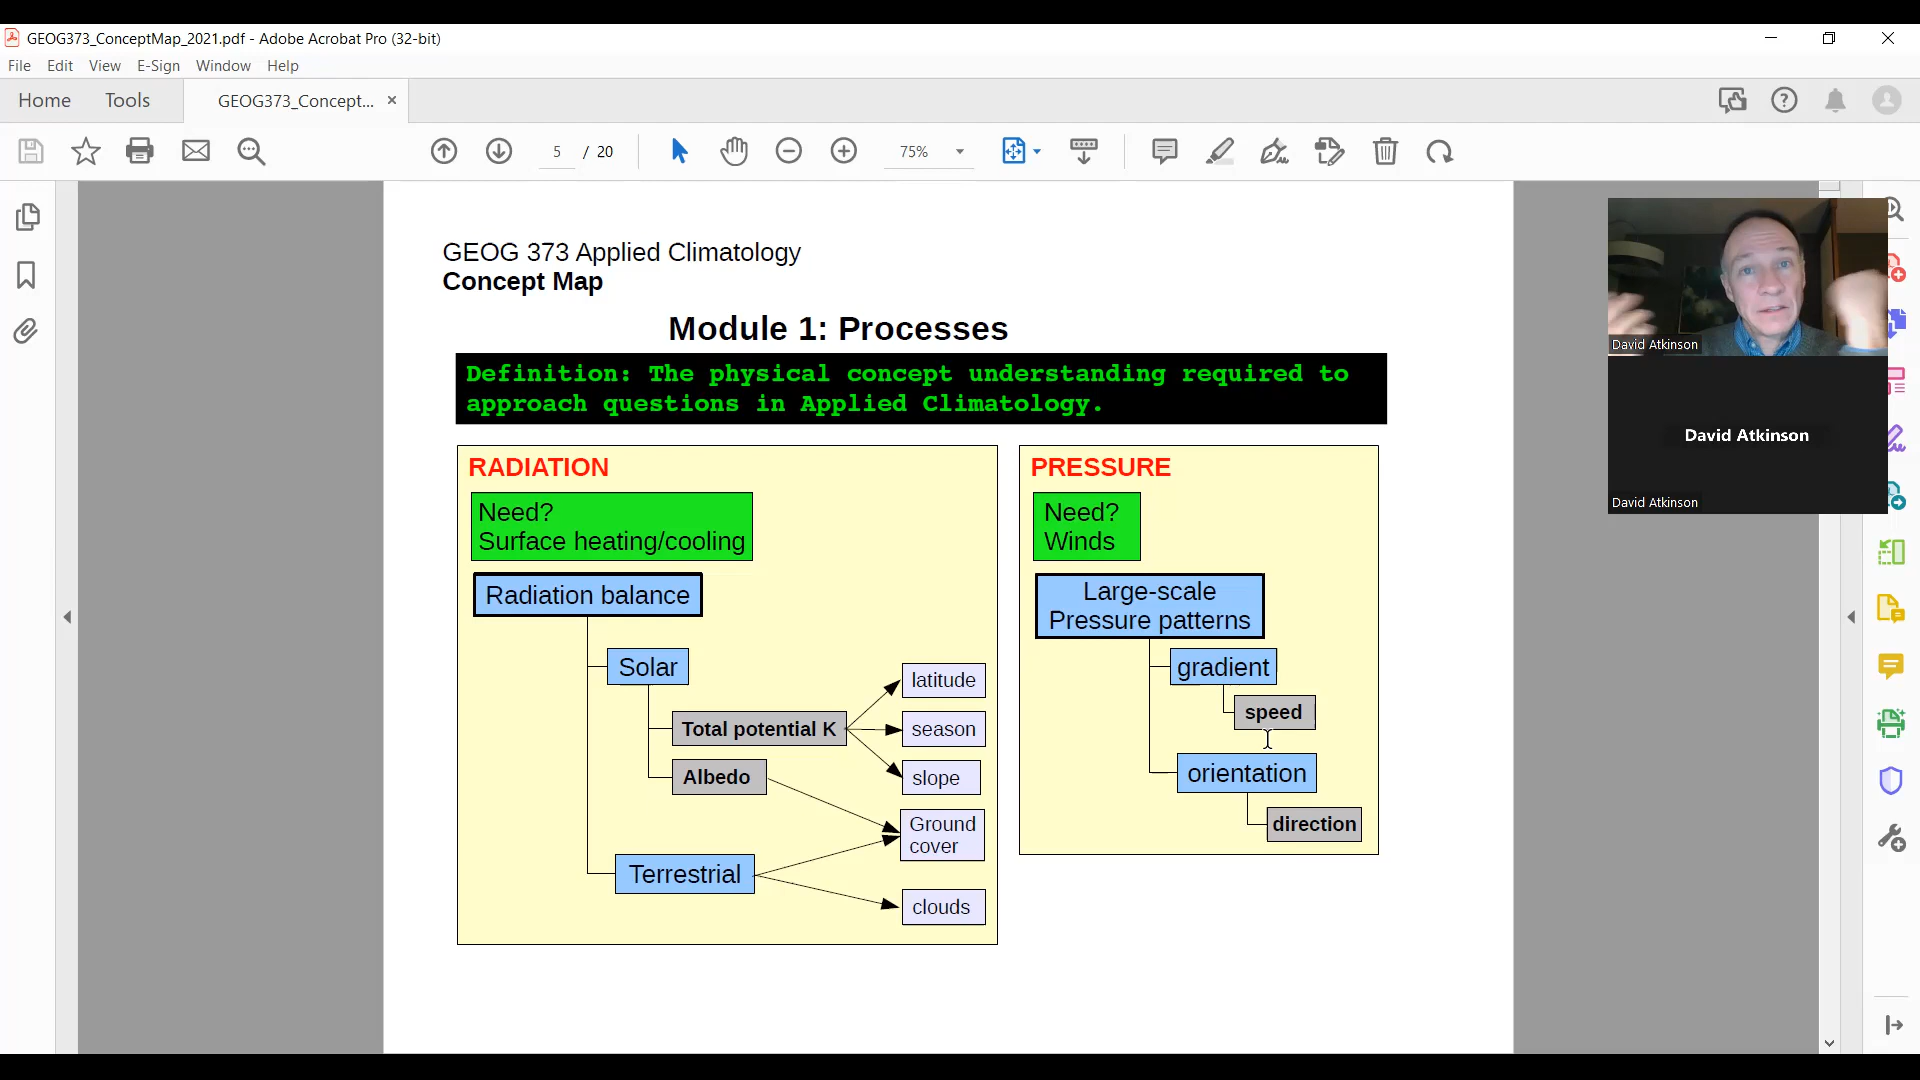 GEOG373_ConceptMap_2021.pdf - Adobe Acrobat Pro (32-bit)
File Edit View E-Sign Window Help
Home Tools GEOG373_Concept...
5 / 20 75%
GEOG 373 Applied Climatology
Concept Map
Module 1: Processes
Definition: The physical concept understanding required to
approach questions in Applied Climatology.
RADIATION
Need?
Surface heating/cooling
Radiation balance
Solar
Total potential K
Albedo
Terrestrial
latitude
season
slope
Ground
cover
clouds
PRESSURE
Need?
Winds
Large-scale
Pressure patterns
gradient
speed
orientation
direction
David Atkinson
David Atkinson
David Atkinson